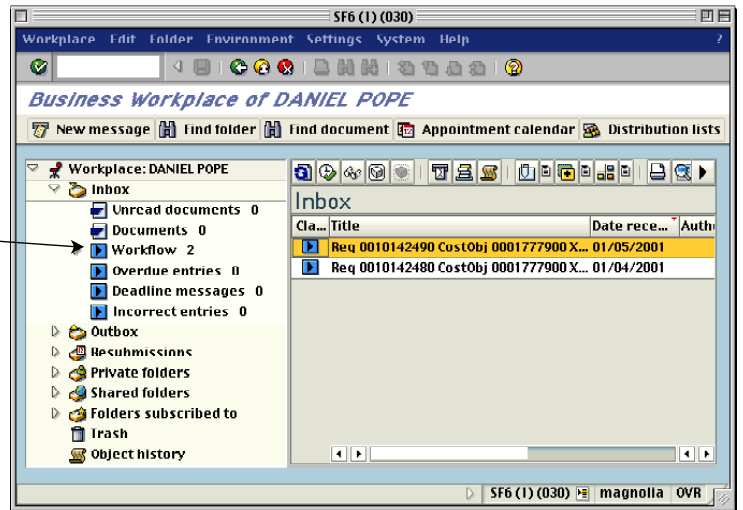 SF6 (1) (030)
Workplace Edit Folder Environment Settings System Help ?
Business Workplace of DANIEL POPE
New message Find folder Find document Appointment calendar Distribution lists
Workplace: DANIEL POPE
Inbox
Unread documents 0
Documents 0
Workflow 2
Overdue entries 0
Deadline messages 0
Incorrect entries 0
Outbox
Resubmissions
Private folders
Shared folders
Folders subscribed to
Trash
Object history
Inbox
Cla... Title Date rece... Autho
Req 0010142490 CostObj 0001777900 X... 01/05/2001
Req 0010142480 CostObj 0001777900 X... 01/04/2001
SF6 (1) (030) magnolia OVR